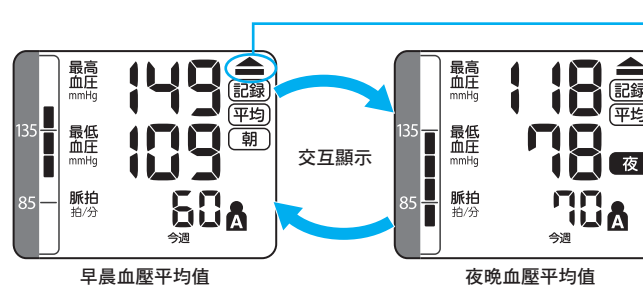 最高
血圧
mmHg
149
記録
平均
朝
135
最低
血圧
mmHg
109
85
脈拍
拍/分
60
A
今週
早晨血壓平均值
交互顯示
最高
血圧
mmHg
118
記録
平均
135
最低
血圧
mmHg
78
夜
85
脈拍
拍/分
70
A
今週
夜晚血壓平均值